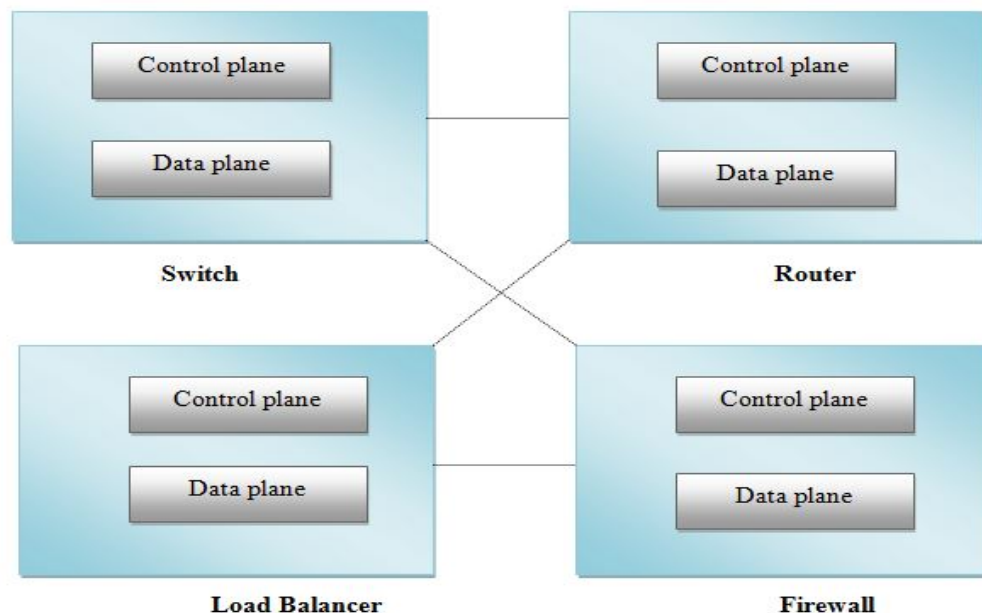 Control plane
Data plane
Switch
Control plane
Data plane
Router
Control plane
Data plane
Load Balancer
Control plane
Data plane
Firewall